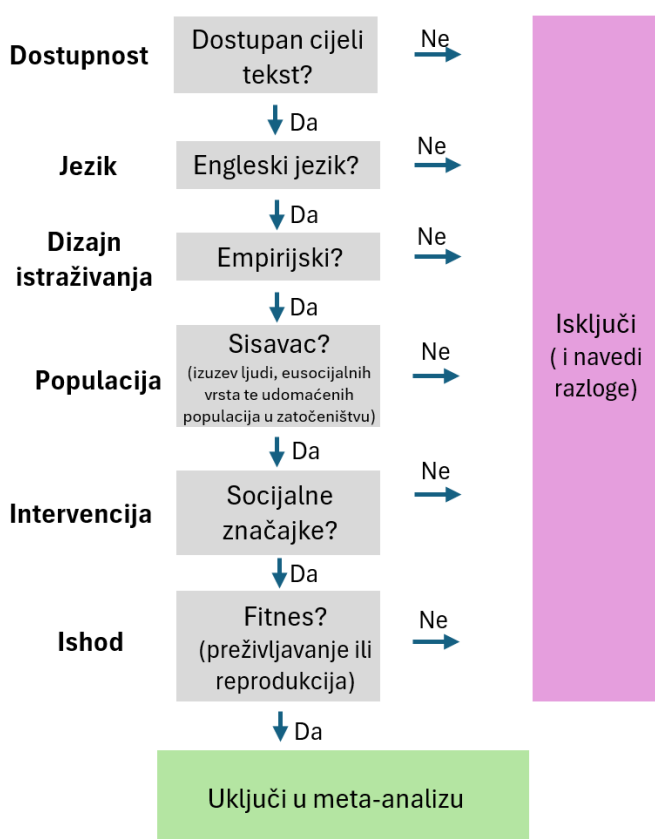 Dostupnost
Dostupan cijeli
tekst?
Ne
Da
Jezik
Engleski jezik?
Ne
Da
Dizajn
istraživanja
Empirijski?
Ne
Da
Populacija
Sisavac?
(izuzev ljudi, eusocijalnih
vrsta te udomaćenih
populacija u zatočeništvu)
Ne
Da
Intervencija
Socijalne
značajke?
Ne
Da
Ishod
Fitnes?
(preživljavanje ili
reprodukcija)
Ne
Da
Isključi
( i navedi
razloge)
Uključi u meta-analizu